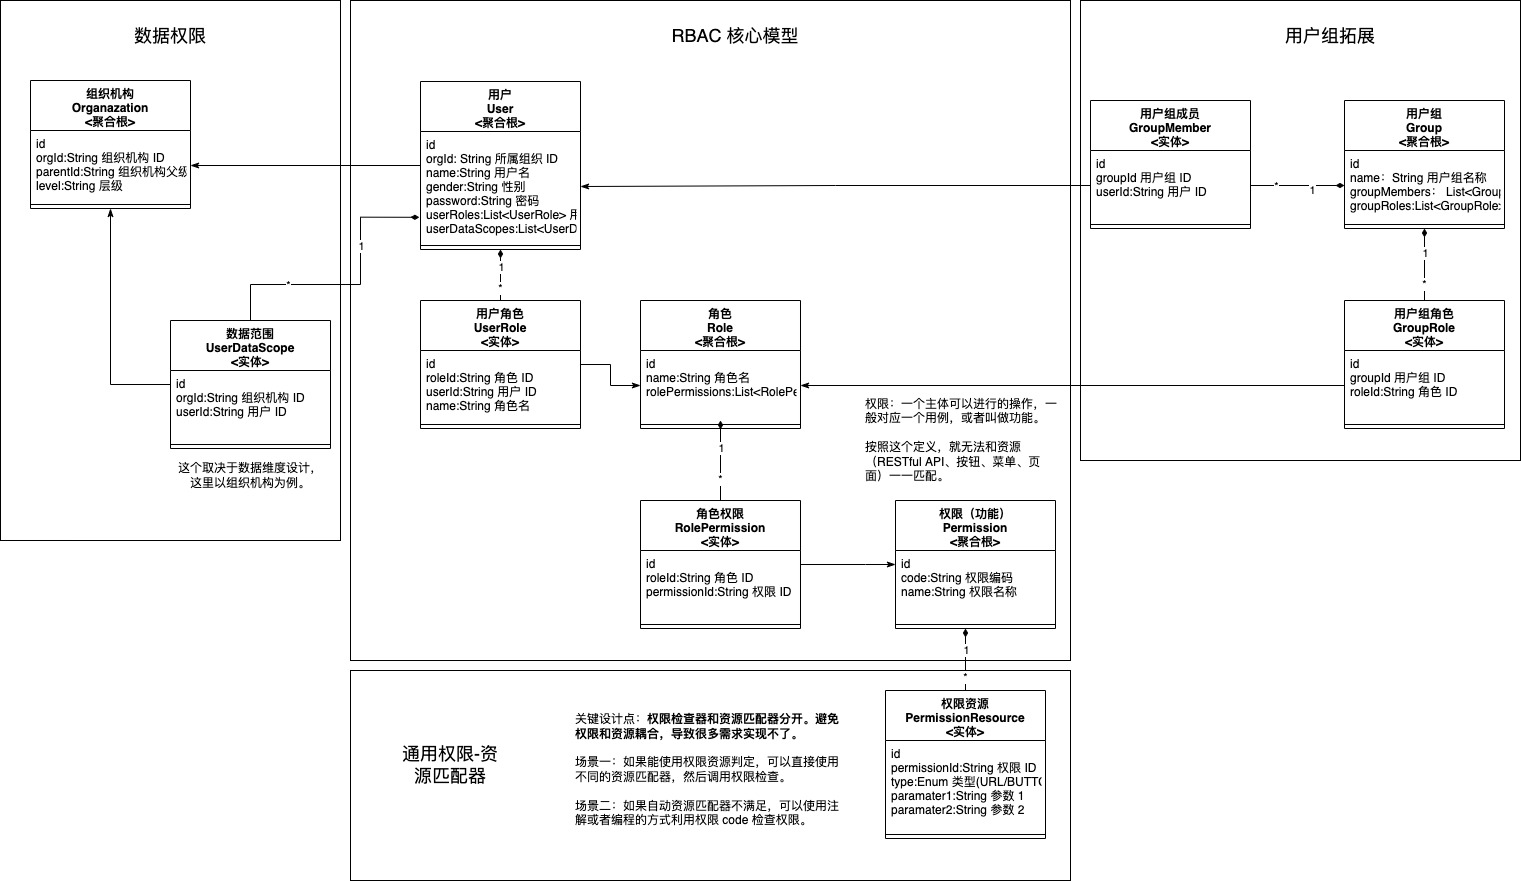 数据权限
组织机构
Organazation
<聚合根>
id
orgId:String 组织机构 ID
parentId:String 组织机构父级
level:String 层级
1
*
数据范围
UserDataScope
<实体>
id
orgId:String 组织机构 ID
userId:String 用户 ID
这个取决于数据维度设计，
这里以组织机构为例。
RBAC 核心模型
用户
User
<聚合根>
id
orgId: String 所属组织 ID
name:String 用户名
gender:String 性别
password:String 密码
userRoles:List<UserRole> 用
userDataScopes:List<UserD
1
*
用户角色
UserRole
<实体>
id
roleId:String 角色 ID
userId:String 用户 ID
name:String 角色名
角色
Role
<聚合根>
id
name:String 角色名
rolePermissions:List<RolePe
权限：一个主体可以进行的操作，一
般对应一个用例，或者叫做功能。
按照这个定义，就无法和资源
（RESTful API、按钮、菜单、页
面）一一匹配。
1
*
角色权限
RolePermission
<实体>
id
roleId:String 角色 ID
permissionId:String 权限 ID
权限（功能）
Permission
<聚合根>
id
code:String 权限编码
name:String 权限名称
1
*
用户组拓展
用户组成员
GroupMember
<实体>
id
groupId 用户组 ID
userId:String 用户 ID
*
1
用户组
Group
<聚合根>
id
name：String 用户组名称
groupMembers： List<Grou
groupRoles:List<GroupRole>
1
*
用户组角色
GroupRole
<实体>
id
groupId 用户组 ID
roleId:String 角色 ID
通用权限-资
源匹配器
关键设计点：权限检查器和资源匹配器分开。避免
权限和资源耦合，导致很多需求实现不了。
场景一：如果能使用权限资源判定，可以直接使用
不同的资源匹配器，然后调用权限检查。
场景二：如果自动资源匹配器不满足，可以使用注
解或者编程的方式利用权限 code 检查权限。
权限资源
PermissionResource
<实体>
id
permissionId:String 权限 ID
type:Enum 类型(URL/BUTTO
paramater1:String 参数 1
paramater2:String 参数 2